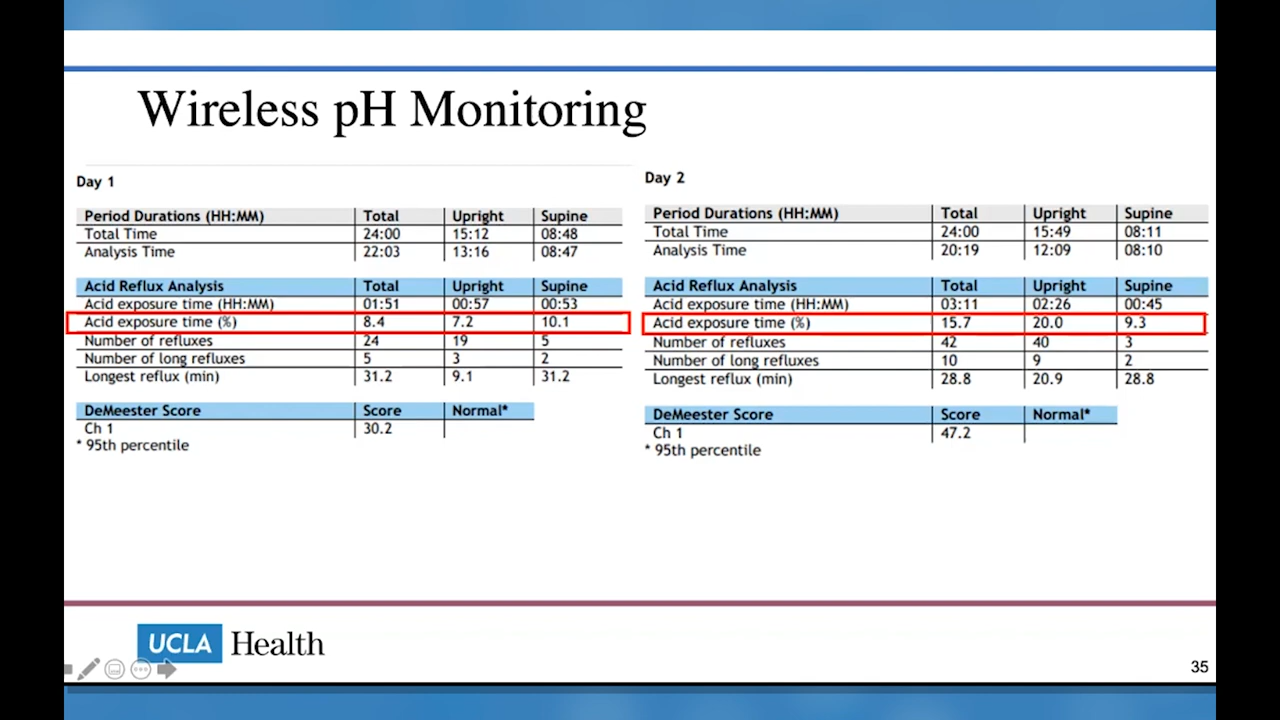 Wireless pH Monitoring
Day 1
Period Durations (HH:MM) Total Upright Supine
Total Time 24:00 15:12 08:48
Analysis Time 22:03 13:16 08:47
Acid Reflux Analysis Total Upright Supine
Acid exposure time (HH:MM) 01:51 00:57 00:53
Acid exposure time (%) 8.4 7.2 10.1
Number of refluxes 24 19 5
Number of long refluxes 5 3 2
Longest reflux (min) 31.2 9.1 31.2
DeMeester Score Score Normal*
Ch 1 30.2
* 95th percentile
Day 2
Period Durations (HH:MM) Total Upright Supine
Total Time 24:00 15:49 08:11
Analysis Time 20:19 12:09 08:10
Acid Reflux Analysis Total Upright Supine
Acid exposure time (HH:MM) 03:11 02:26 00:45
Acid exposure time (%) 15.7 20.0 9.3
Number of refluxes 42 40 3
Number of long refluxes 10 9 2
Longest reflux (min) 28.8 20.9 28.8
DeMeester Score Score Normal*
Ch 1 47.2
* 95th percentile
UCLA Health
35